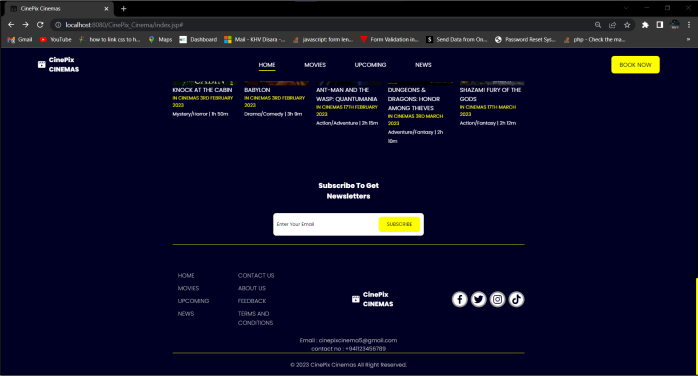 CinePix Cinemas
localhost:8080/CinePix_Cinema/index.jsp#
Gmail YouTube how to link css to h... Maps Dashboard Mail - KHV Disara -... javascript: form len... Form Validation in... Send Data from On... Password Reset Sys... php - Check the ma...
CinePix
CINEMAS
HOME MOVIES UPCOMING NEWS BOOK NOW
KNOCK AT THE CABIN
IN CINEMAS 3RD FEBRUARY
2023
Mystery/Horror | 1h 50m
BABYLON
IN CINEMAS 3RD FEBRUARY
2023
Drama/Comedy | 3h 9m
ANT-MAN AND THE
WASP: QUANTUMANIA
IN CINEMAS 17TH FEBRUARY
2023
Action/Adventure | 2h 15m
DUNGEONS &
DRAGONS: HONOR
AMONG THIEVES
IN CINEMAS 3RD MARCH
2023
Adventure/Fantasy | 2h
10m
SHAZAM! FURY OF THE
GODS
IN CINEMAS 17TH MARCH
2023
Action/Fantasy | 2h 12m
Subscribe To Get
Newsletters
Enter Your Email SUBSCRIBE
HOME
MOVIES
UPCOMING
NEWS
CONTACT US
ABOUT US
FEEDBACK
TERMS AND
CONDITIONS
CinePix
CINEMAS
Email : cinepixcinema5@gmail.com
contact no : +941123456789
© 2023 CinePix Cinemas All Right Reserved.